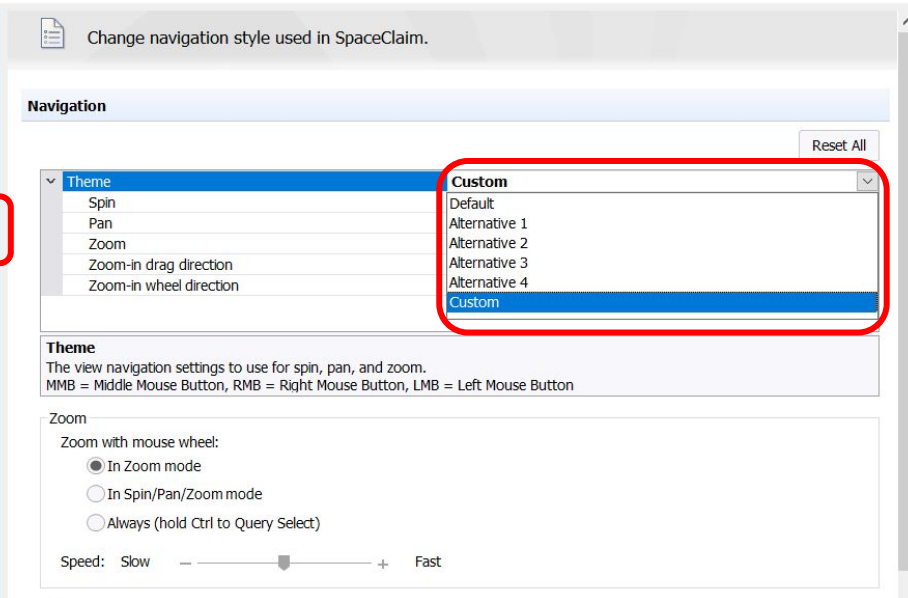 Change navigation style used in SpaceClaim.
Navigation
Reset All
Theme Custom
Spin Default
Pan Alternative 1
Zoom Alternative 2
Zoom-in drag direction Alternative 3
Zoom-in wheel direction Alternative 4
Custom
Theme
The view navigation settings to use for spin, pan, and zoom.
MMB = Middle Mouse Button, RMB = Right Mouse Button, LMB = Left Mouse Button
Zoom
Zoom with mouse wheel:
In Zoom mode
In Spin/Pan/Zoom mode
Always (hold Ctrl to Query Select)
Speed: Slow Fast